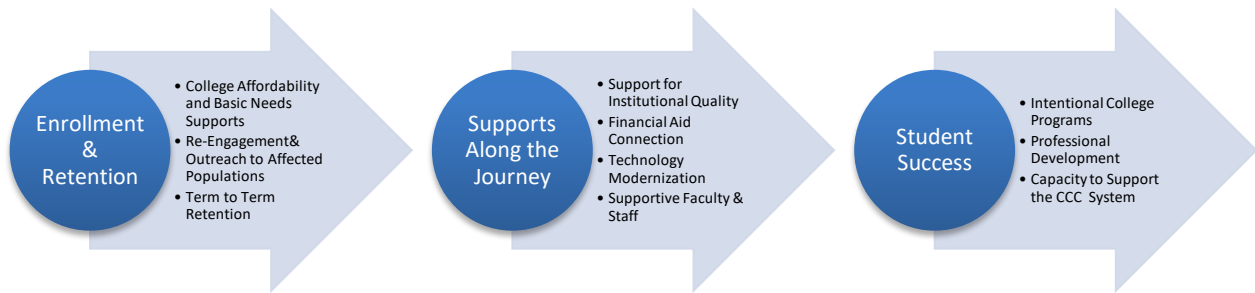 Enrollment
&
Retention
• College Affordability
and Basic Needs
Supports
• Re-Engagement&
Outreach to Affected
Populations
• Term to Term
Retention
Supports
Along the
Journey
• Support for
Institutional Quality
• Financial Aid
Connection
• Technology
Modernization
• Supportive Faculty &
Staff
Student
Success
• Intentional College
Programs
• Professional
Development
• Capacity to Support
the CCC System